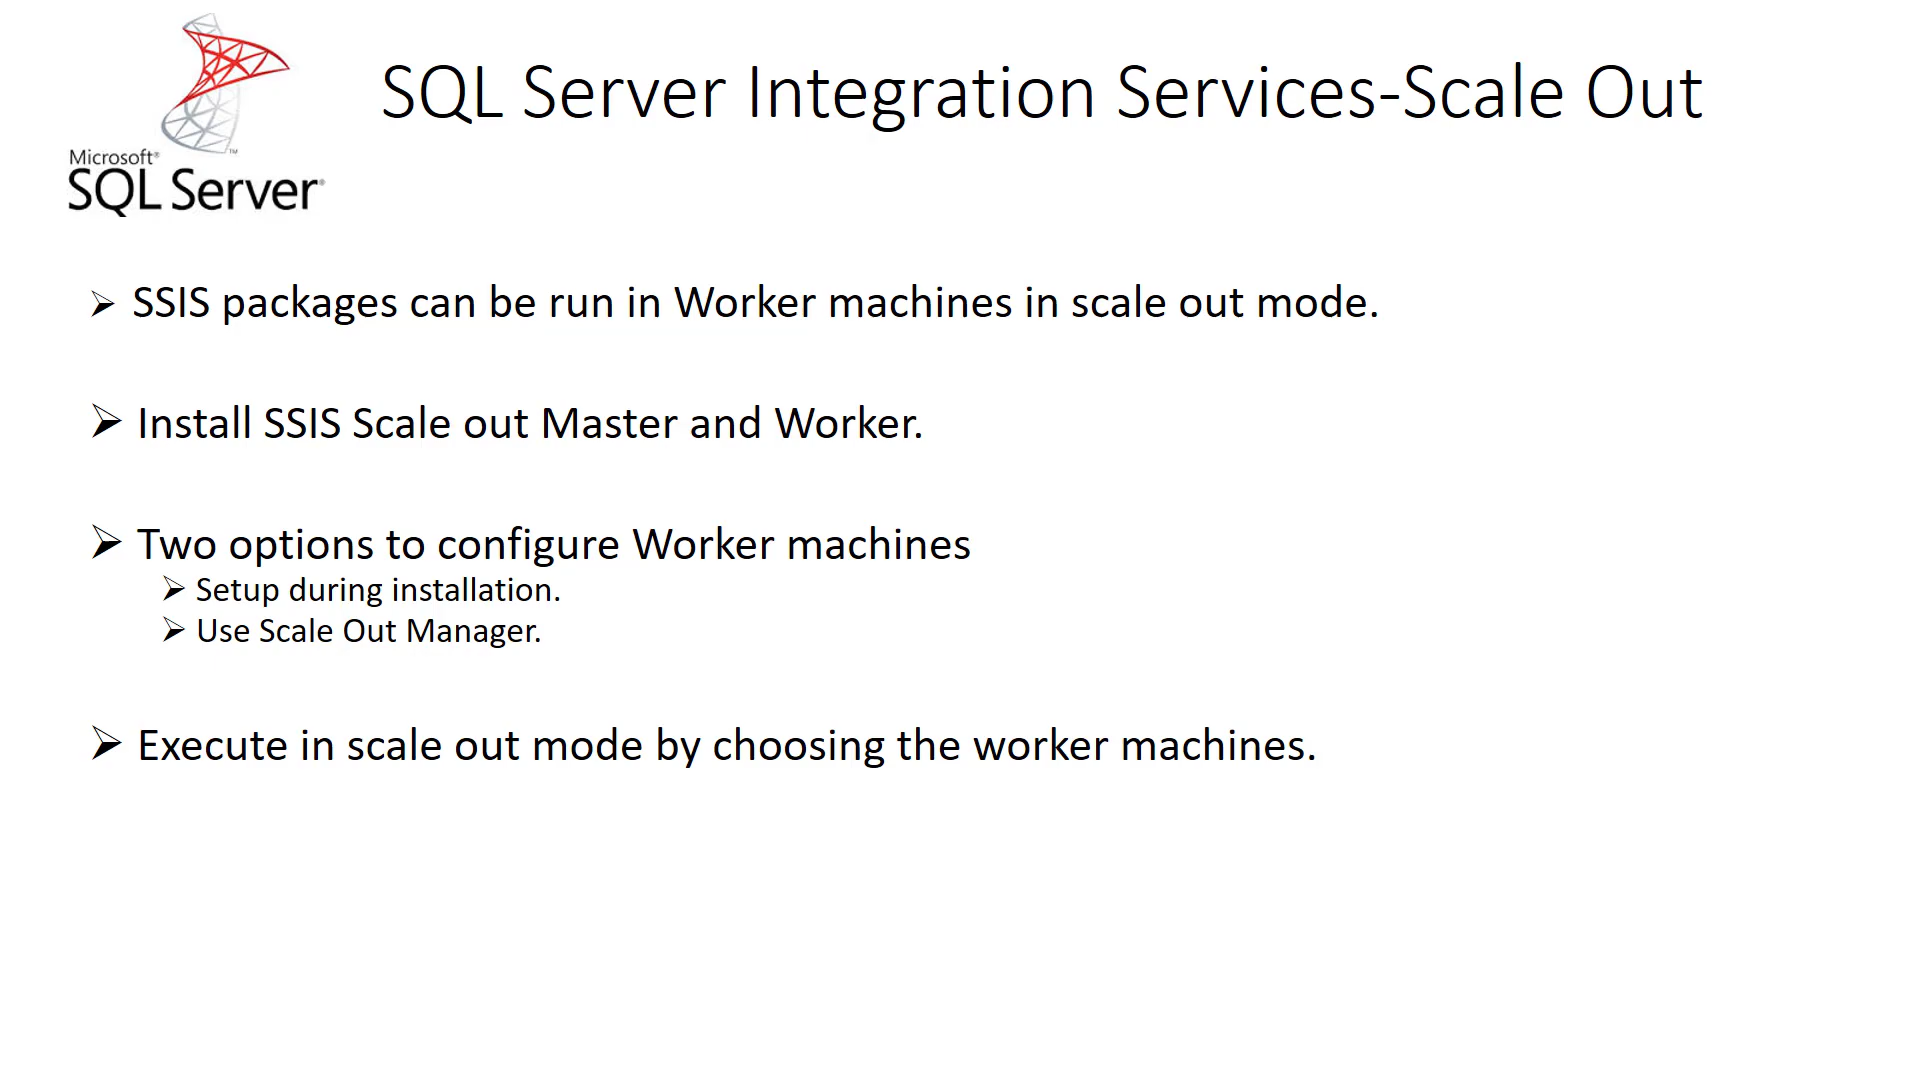 Microsoft®
SQL Server®
™
SQL Server Integration Services-Scale Out
➢ SSIS packages can be run in Worker machines in scale out mode.
➢ Install SSIS Scale out Master and Worker.
➢ Two options to configure Worker machines
➢ Setup during installation.
➢ Use Scale Out Manager.
➢ Execute in scale out mode by choosing the worker machines.